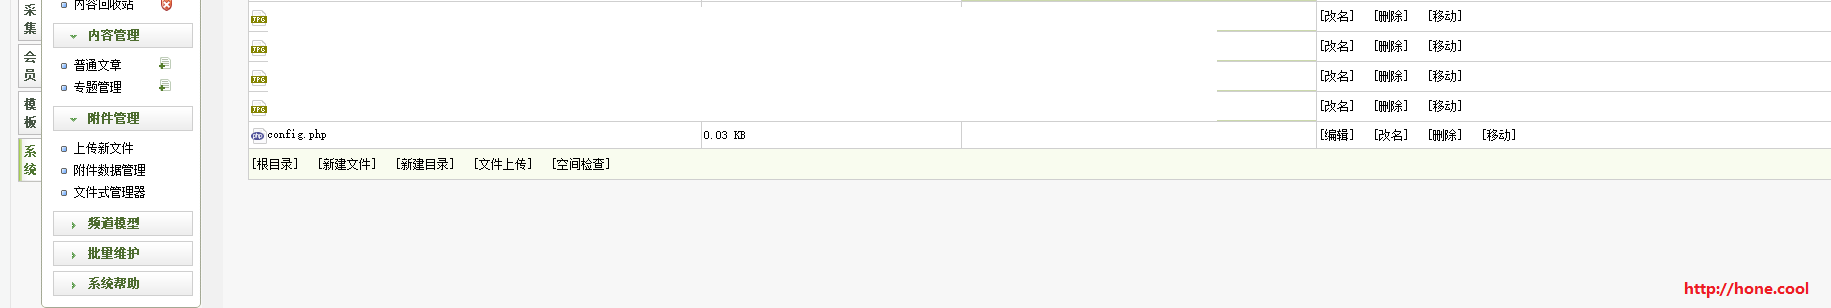 采集
会员
模板
系统
内容回收站
内容管理
普通文章
专题管理
附件管理
上传新文件
附件数据管理
文件式管理器
频道模型
批量维护
系统帮助
JPG [改名] [删除] [移动]
JPG [改名] [删除] [移动]
JPG [改名] [删除] [移动]
JPG [改名] [删除] [移动]
php config.php 0.03 KB [编辑] [改名] [删除] [移动]
[根目录] [新建文件] [新建目录] [文件上传] [空间检查]
http://hone.cool